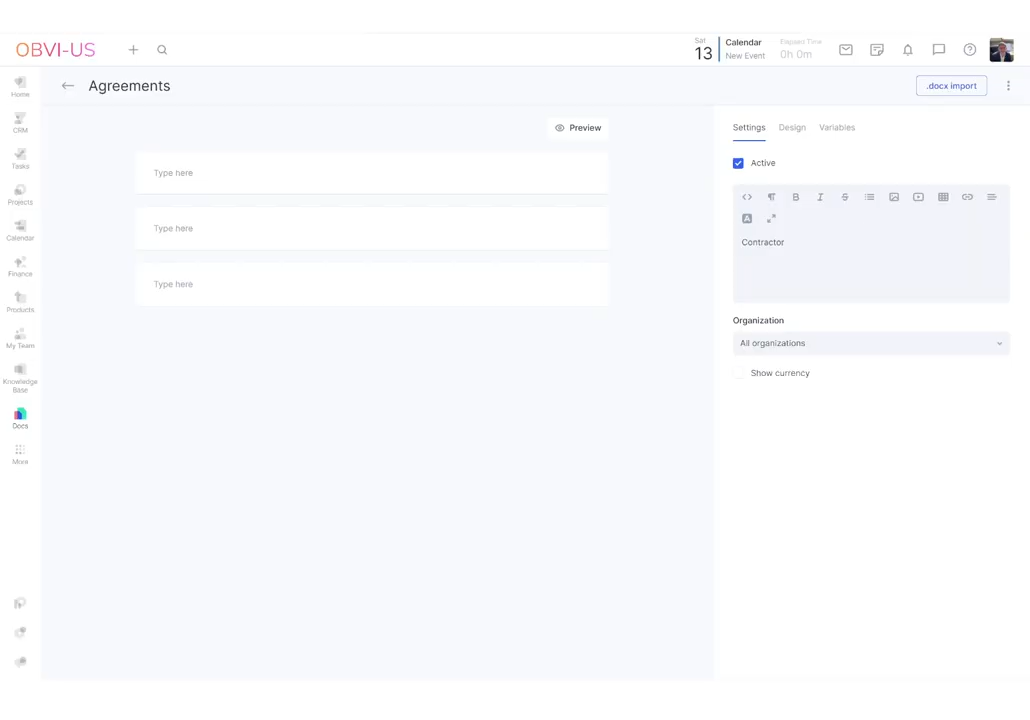 OBVI-US
Sat
13
Calendar
New Event
Elapsed Time
0h 0m
Agreements
.docx import
Home
CRM
Tasks
Projects
Calendar
Finance
Products
My Team
Knowledge
Base
Docs
More
Preview
Type here
Type here
Type here
Settings
Design
Variables
Active
Contractor
Organization
All organizations
Show currency